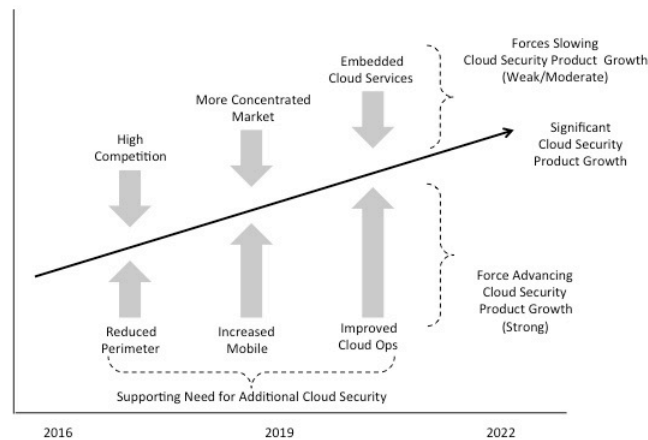 Embedded
Cloud Services
Forces Slowing
Cloud Security Product Growth
(Weak/Moderate)
More Concentrated
Market
High
Competition
Significant
Cloud Security
Product Growth
Force Advancing
Cloud Security
Product Growth
(Strong)
Reduced
Perimeter
Increased
Mobile
Improved
Cloud Ops
Supporting Need for Additional Cloud Security
2016
2019
2022